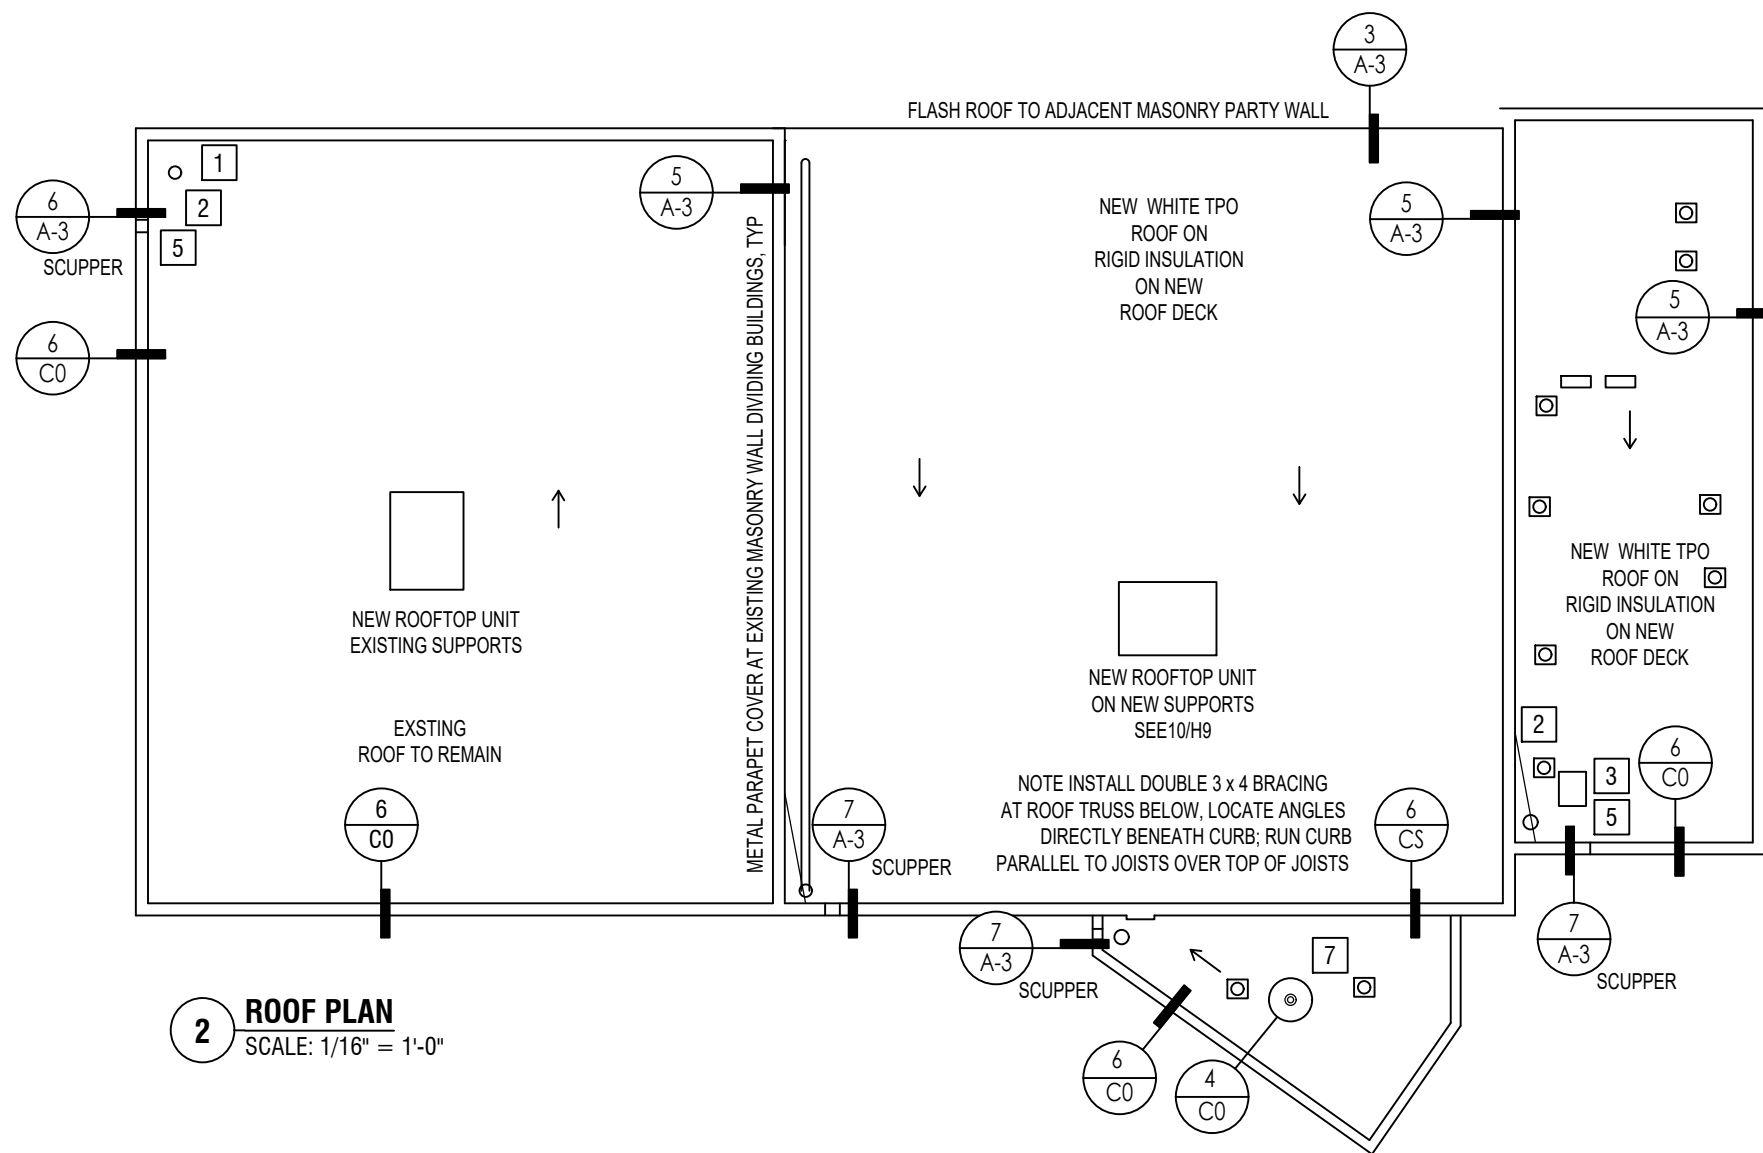 3
A-3
FLASH ROOF TO ADJACENT MASONRY PARTY WALL
1
2
5
6
A-3
SCUPPER
6
C0
5
A-3
METAL PARAPET COVER AT EXISTING MASONRY WALL DIVIDING BUILDINGS, TYP
NEW WHITE TPO
ROOF ON
RIGID INSULATION
ON NEW
ROOF DECK
5
A-3
5
A-3
NEW ROOFTOP UNIT
EXISTING SUPPORTS
EXSTING
ROOF TO REMAIN
6
C0
NEW ROOFTOP UNIT
ON NEW SUPPORTS
SEE10/H9
NOTE INSTALL DOUBLE 3 x 4 BRACING
AT ROOF TRUSS BELOW, LOCATE ANGLES
DIRECTLY BENEATH CURB; RUN CURB
PARALLEL TO JOISTS OVER TOP OF JOISTS
7
A-3
SCUPPER
6
CS
NEW WHITE TPO
ROOF ON
RIGID INSULATION
ON NEW
ROOF DECK
2
3
5
6
C0
7
A-3
SCUPPER
7
A-3
SCUPPER
7
6
C0
4
C0
2
ROOF PLAN
SCALE: 1/16" = 1'-0"